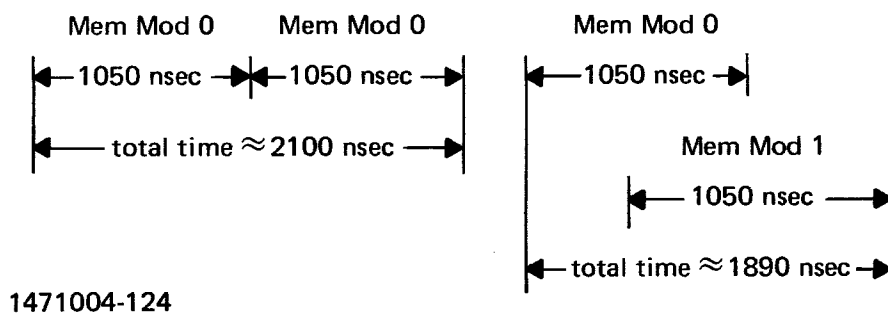 Mem Mod 0 Mem Mod 0 Mem Mod 0
1050 nsec 1050 nsec 1050 nsec
total time ≈2100 nsec
Mem Mod 1
1050 nsec
total time ≈1890 nsec
1471004-124